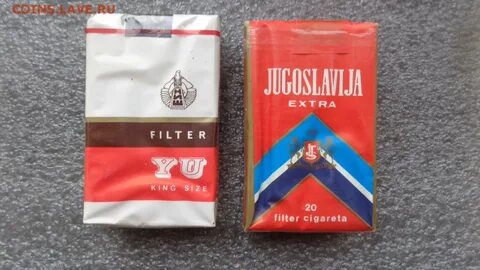 COINS.LAVE.RU
FILTER
YU
KING SIZE
JUGOSLAVIJA
EXTRA
20
filter cigareta